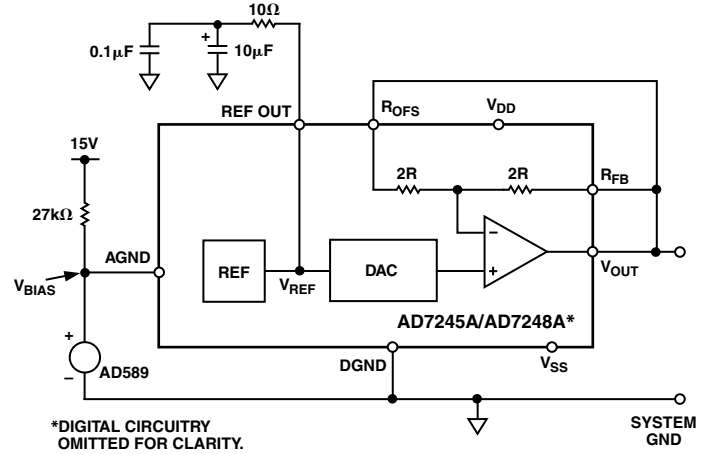 10Ω
0.1µF
+
10µF
REF OUT
R_OFS
V_DD
15V
2R
2R
R_FB
27kΩ
AGND
REF
V_REF
DAC
−
+
V_OUT
V_BIAS
AD7245A/AD7248A*
+
−
AD589
DGND
V_SS
*DIGITAL CIRCUITRY
OMITTED FOR CLARITY.
SYSTEM
GND